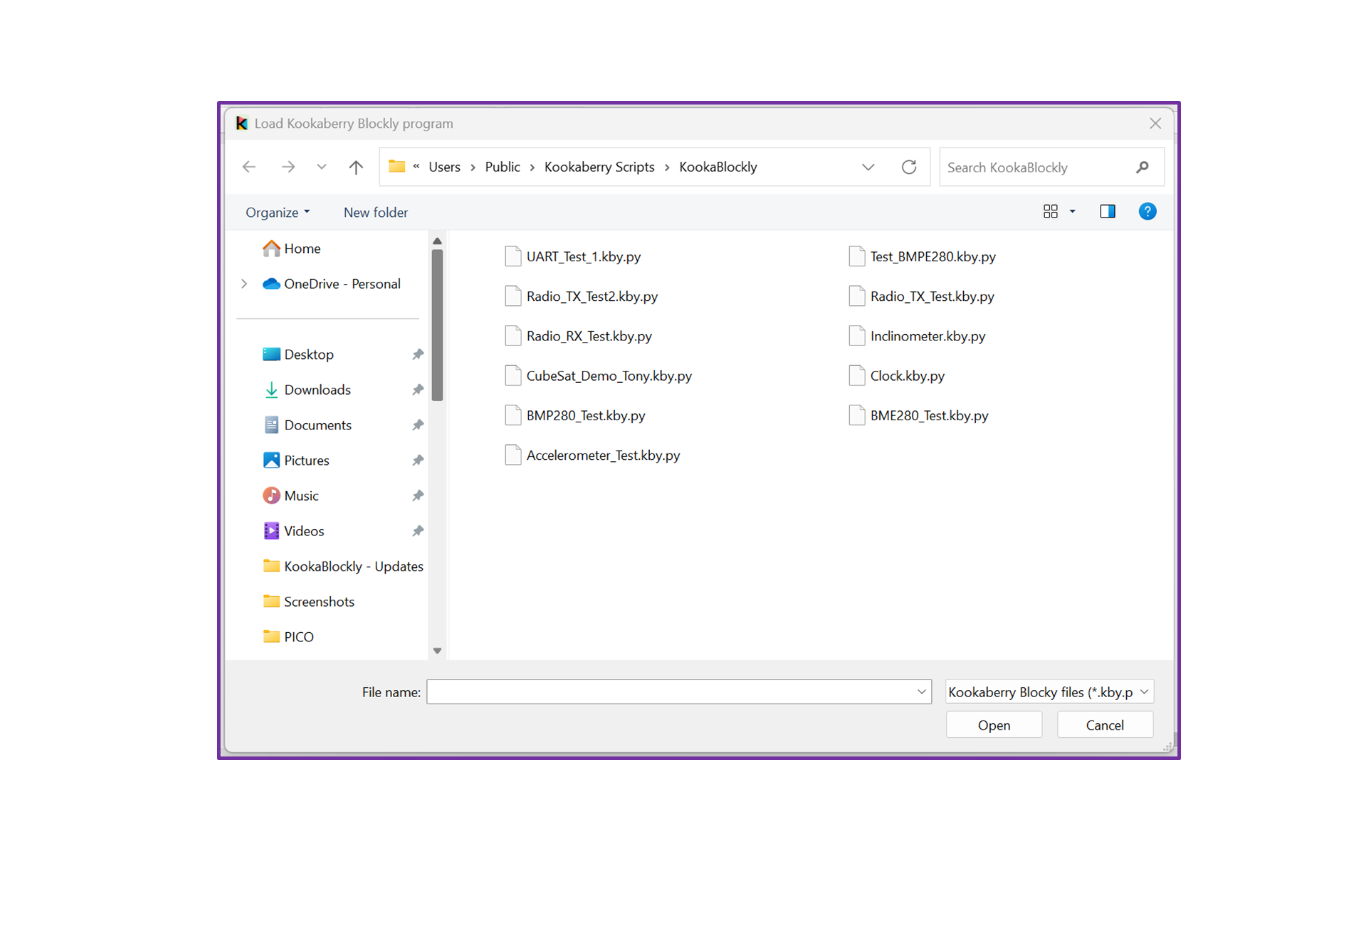 Load Kookaberry Blockly program
« Users > Public > Kookaberry Scripts > KookaBlockly
Search KookaBlockly
Organize New folder
Home
OneDrive - Personal
Desktop
Downloads
Documents
Pictures
Music
Videos
KookaBlockly - Updates
Screenshots
PICO
UART_Test_1.kby.py Test_BMPE280.kby.py
Radio_TX_Test2.kby.py Radio_TX_Test.kby.py
Radio_RX_Test.kby.py Inclinometer.kby.py
CubeSat_Demo_Tony.kby.py Clock.kby.py
BMP280_Test.kby.py BME280_Test.kby.py
Accelerometer_Test.kby.py
File name: Kookaberry Blocky files (*.kby.p
Open Cancel